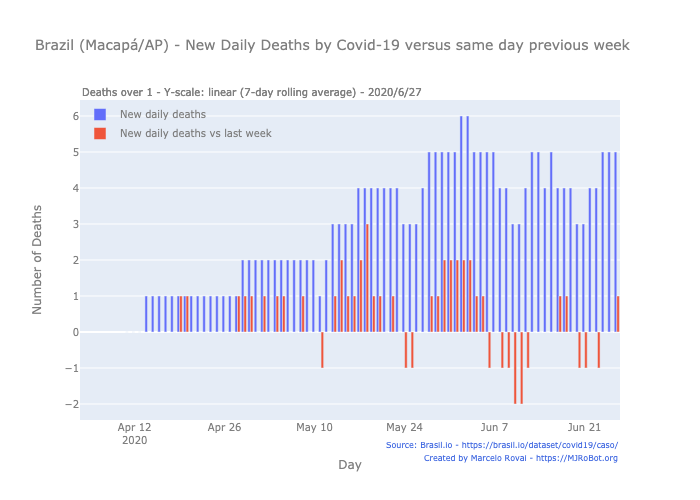 Brazil (Macapá/AP) - New Daily Deaths by Covid-19 versus same day previous week
Deaths over 1 - Y-scale: linear (7-day rolling average) - 2020/6/27
New daily deaths
New daily deaths vs last week
6
5
4
3
2
1
0
−1
−2
Number of Deaths
Apr 12
2020
Apr 26
May 10
May 24
Jun 7
Jun 21
Day
Source: Brasil.io - https://brasil.io/dataset/covid19/caso/
Created by Marcelo Rovai - https://MJRoBot.org